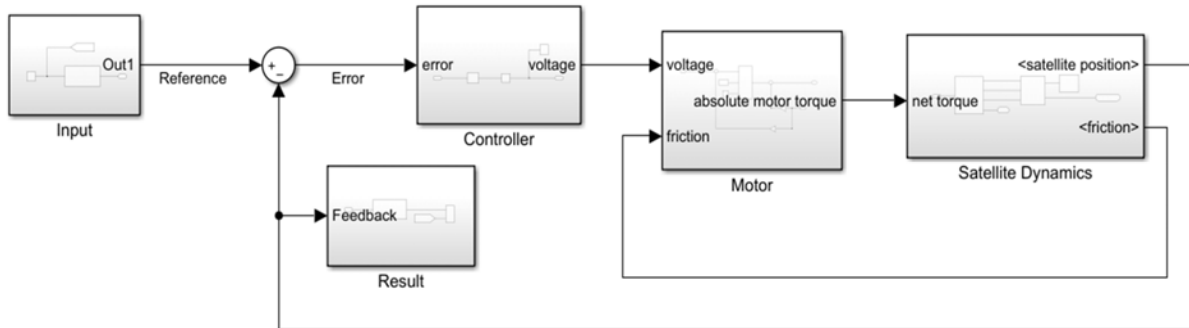 Out1
Input
Reference
+
−
Error
error
voltage
Controller
voltage
absolute motor torque
friction
Motor
net torque
<satellite position>
<friction>
Satellite Dynamics
Feedback
Result